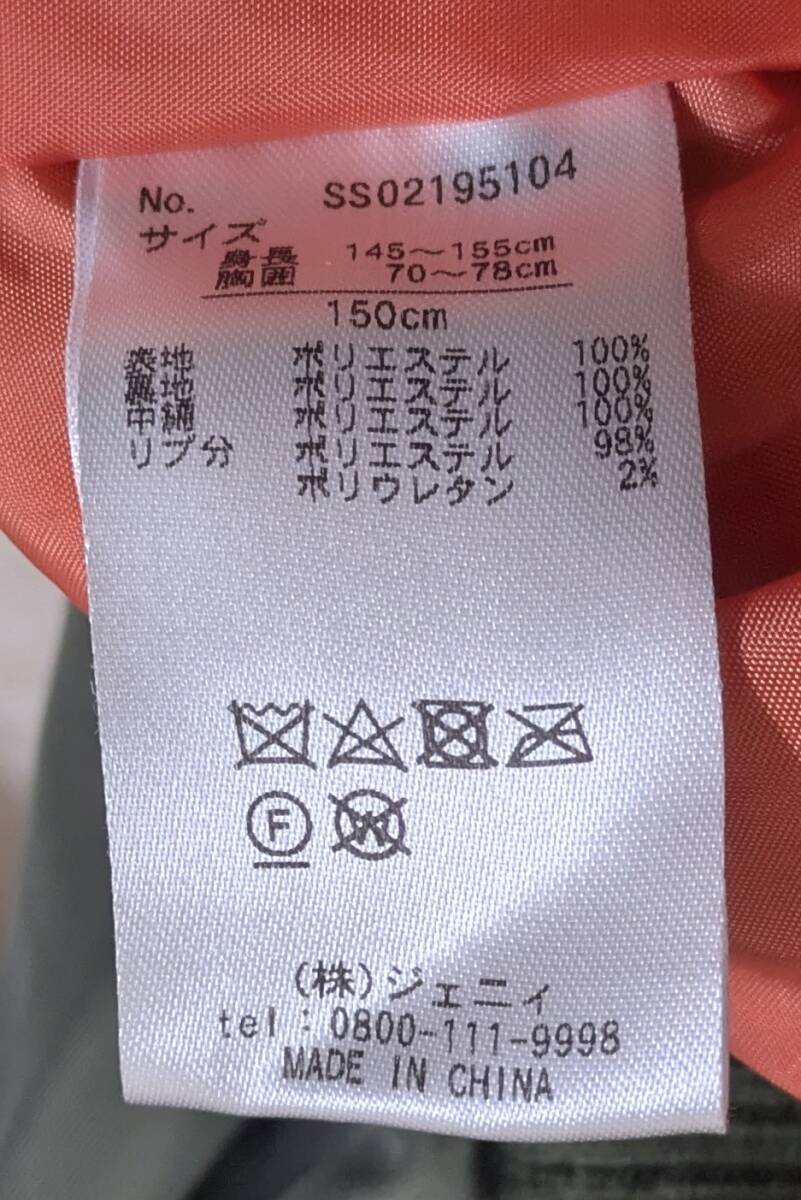 No. SS02195104
サイズ
身長 145〜155cm
胸囲 70〜78cm
150cm
表地 ポリエステル 100%
裏地 ポリエステル 100%
中綿 ポリエステル 100%
リブ分 ポリエステル 98%
ポリウレタン 2%
F W
(株)ジェニィ
tel:0800-111-9998
MADE IN CHINA